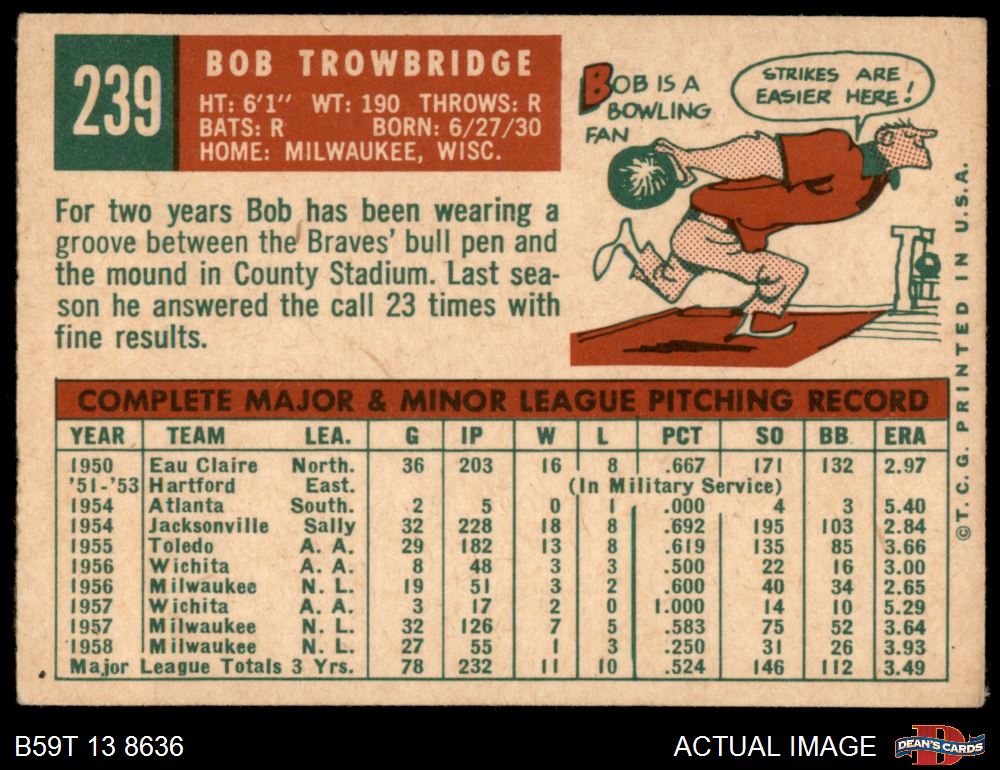 239
BOB TROWBRIDGE
HT: 6'1" WT: 190 THROWS: R
BATS: R BORN: 6/27/30
HOME: MILWAUKEE, WISC.
BOB IS A
BOWLING
FAN
STRIKES ARE
EASIER HERE!
For two years Bob has been wearing a
groove between the Braves' bull pen and
the mound in County Stadium. Last sea-
son he answered the call 23 times with
fine results.
COMPLETE MAJOR & MINOR LEAGUE PITCHING RECORD
YEAR TEAM LEA. G IP W L PCT SO BB ERA
1950 Eau Claire North. 36 203 16 8 .667 171 132 2.97
'51-'53 Hartford East. (In Military Service)
1954 Atlanta South. 2 5 0 1 .000 4 3 5.40
1954 Jacksonville Sally 32 228 18 8 .692 195 103 2.84
1955 Toledo A. A. 29 182 13 8 .619 135 85 3.66
1956 Wichita A. A. 8 48 3 3 .500 22 16 3.00
1956 Milwaukee N. L. 19 51 3 2 .600 40 34 2.65
1957 Wichita A. A. 3 17 2 0 1.000 14 10 5.29
1957 Milwaukee N. L. 32 126 7 5 .583 75 52 3.64
1958 Milwaukee N. L. 27 55 1 3 .250 31 26 3.93
Major League Totals 3 Yrs. 78 232 11 10 .524 146 112 3.49
©T. C. G. PRINTED IN U.S.A.
B59T 13 8636
ACTUAL IMAGE
D
DEAN'S CARDS